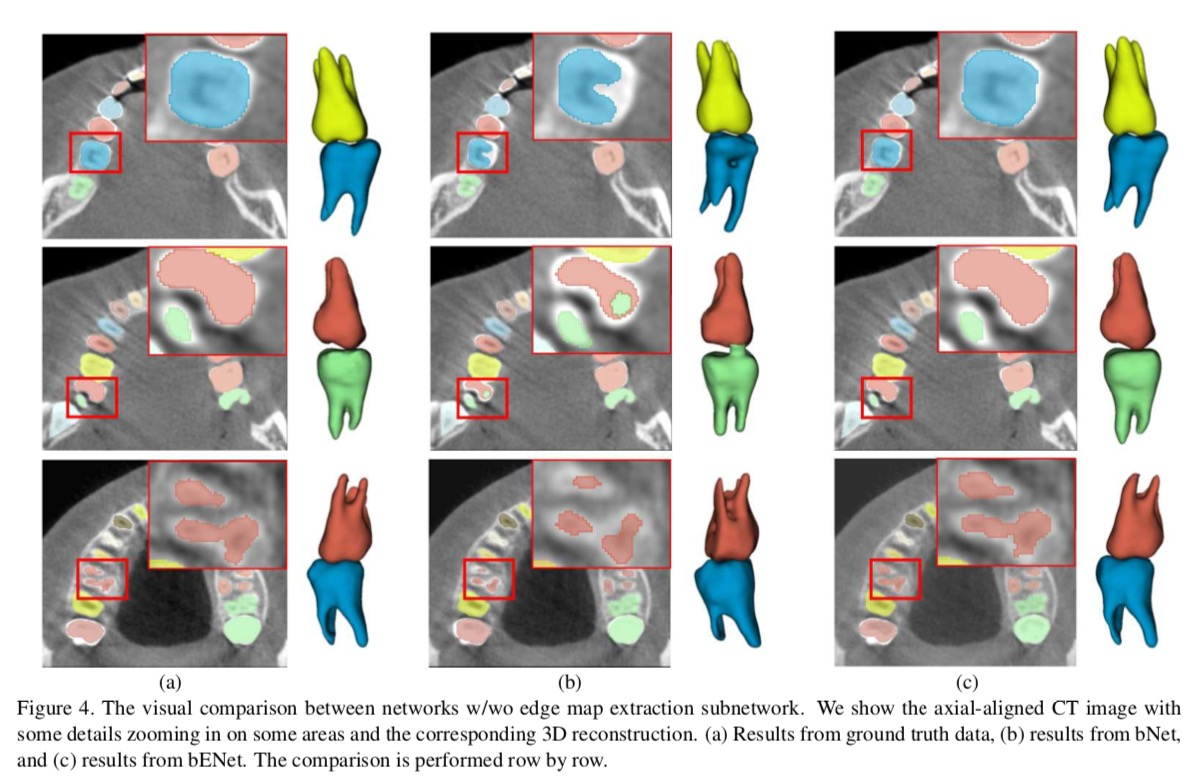 (a)
(b)
(c)
Figure 4. The visual comparison between networks w/wo edge map extraction subnetwork. We show the axial-aligned CT image with
some details zooming in on some areas and the corresponding 3D reconstruction. (a) Results from ground truth data, (b) results from bNet,
and (c) results from bENet. The comparison is performed row by row.